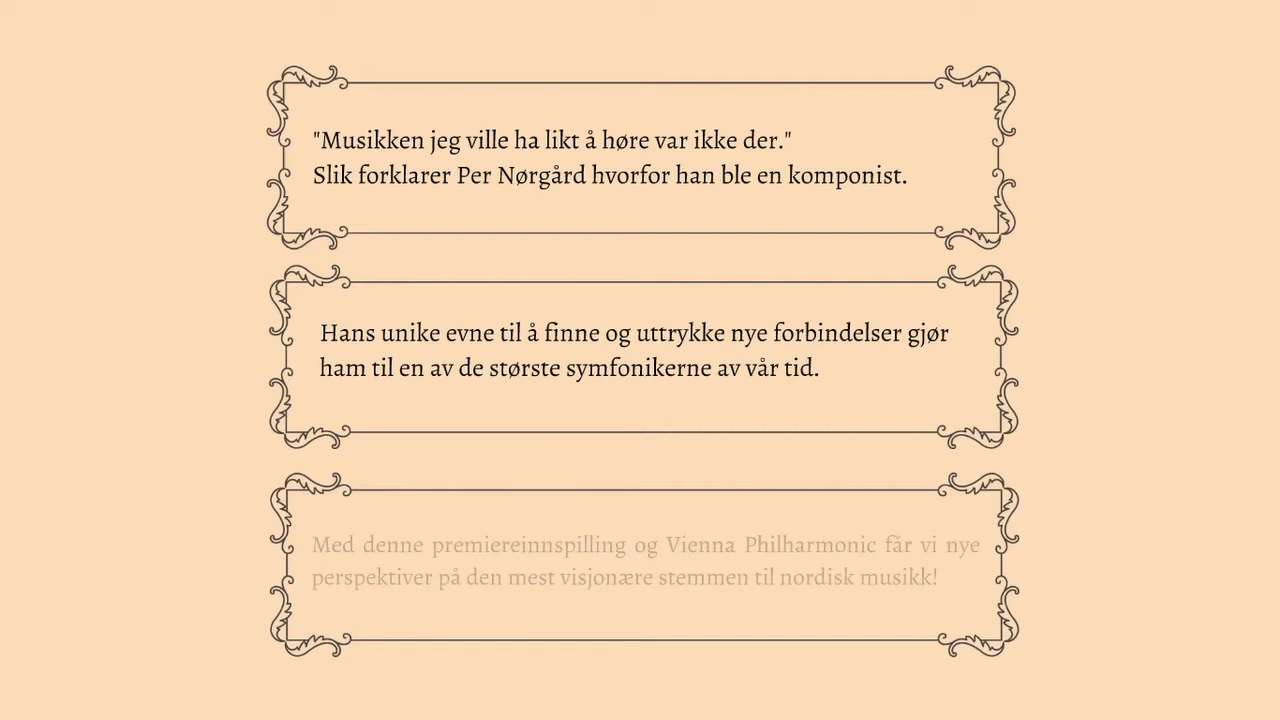 "Musikken jeg ville ha likt å høre var ikke der."
Slik forklarer Per Nørgård hvorfor han ble en komponist.
Hans unike evne til å finne og uttrykke nye forbindelser gjør
ham til en av de største symfonikerne av vår tid.
Med denne premiereinnspilling og Vienna Philharmonic får vi nye
perspektiver på den mest visjonære stemmen til nordisk musikk!